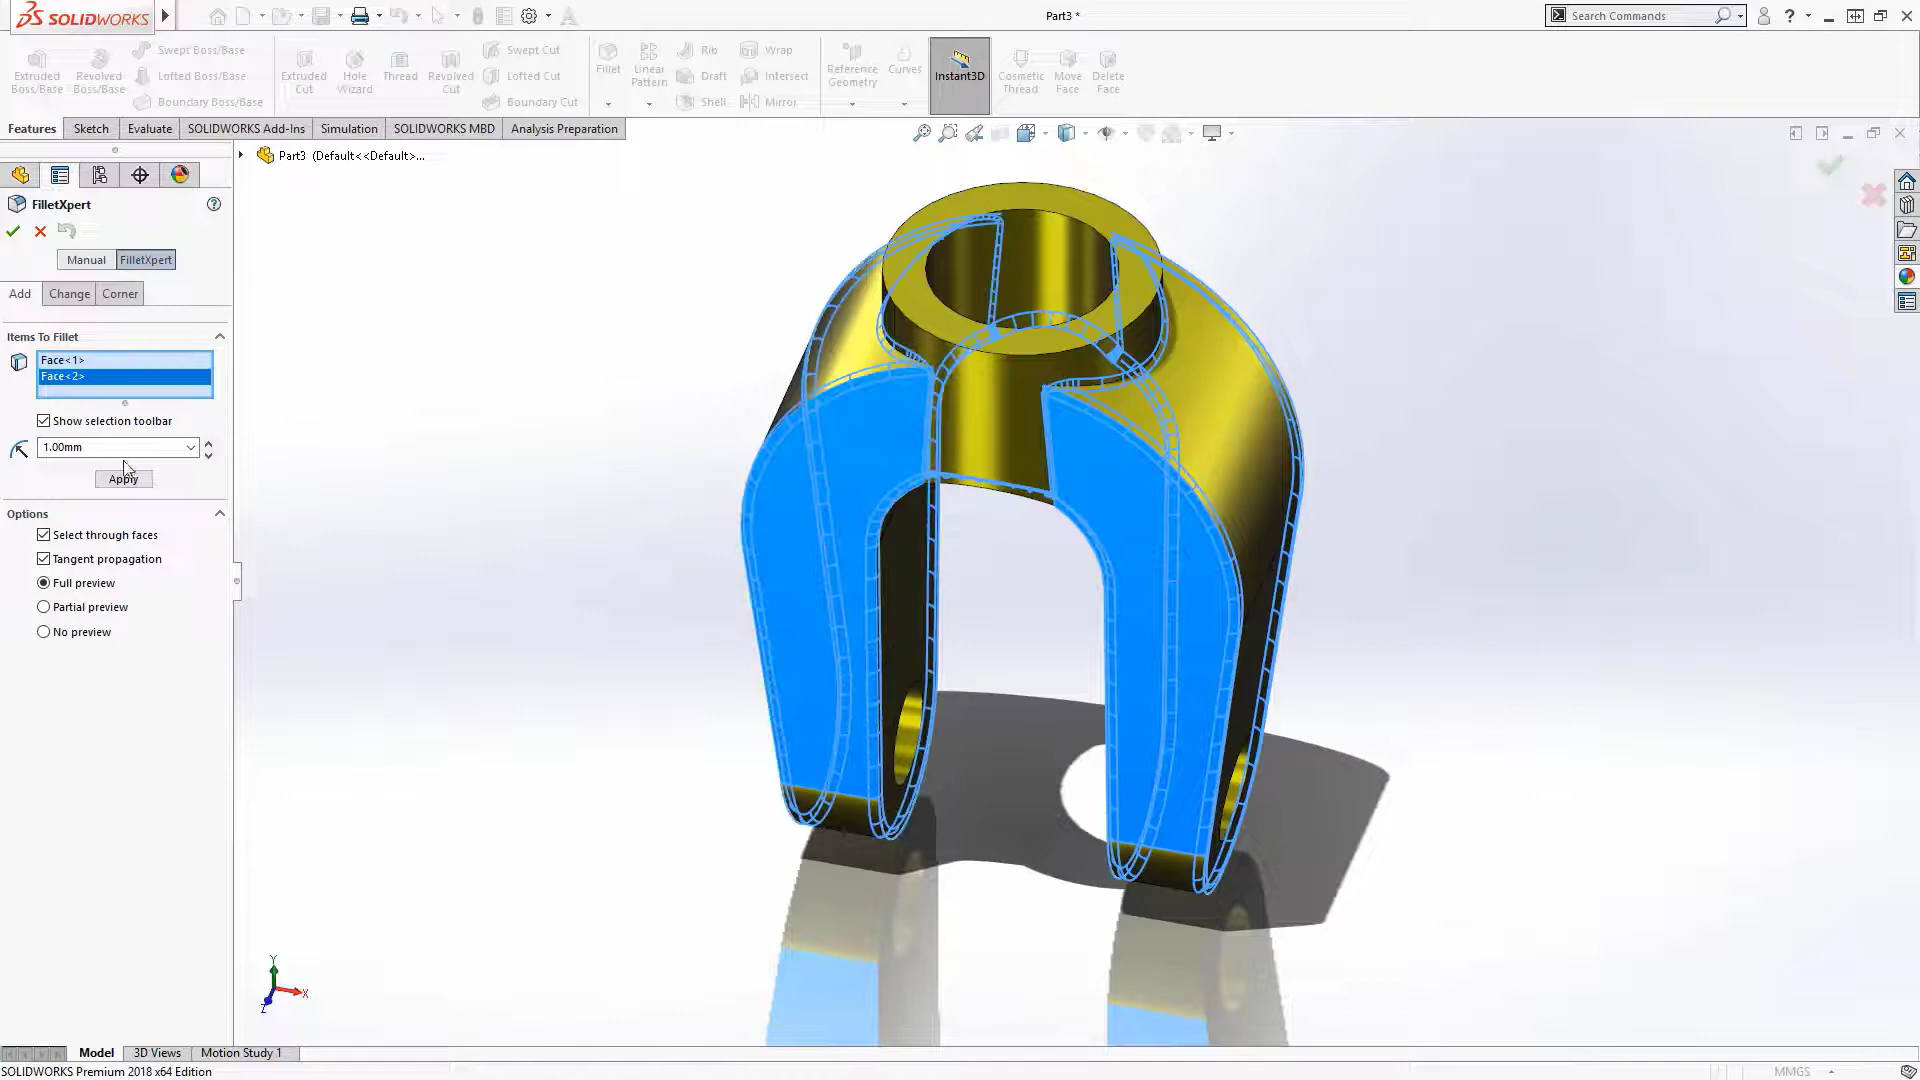 SOLIDWORKS
Part3 *
Search Commands
Extruded Boss/Base
Revolved Boss/Base
Swept Boss/Base
Lofted Boss/Base
Boundary Boss/Base
Extruded Cut
Hole Wizard
Thread
Revolved Cut
Swept Cut
Lofted Cut
Boundary Cut
Fillet
Linear Pattern
Rib
Draft
Shell
Wrap
Intersect
Mirror
Reference Geometry
Curves
Instant3D
Cosmetic Thread
Move Face
Delete Face
Features
Sketch
Evaluate
SOLIDWORKS Add-Ins
Simulation
SOLIDWORKS MBD
Analysis Preparation
Part3 (Default<<Default>...
FilletXpert
Manual
FilletXpert
Add
Change
Corner
Items To Fillet
Face<1>
Face<2>
Show selection toolbar
1.00mm
Apply
Options
Select through faces
Tangent propagation
Full preview
Partial preview
No preview
Y
X
Z
Model
3D Views
Motion Study 1
SOLIDWORKS Premium 2018 x64 Edition
MMGS